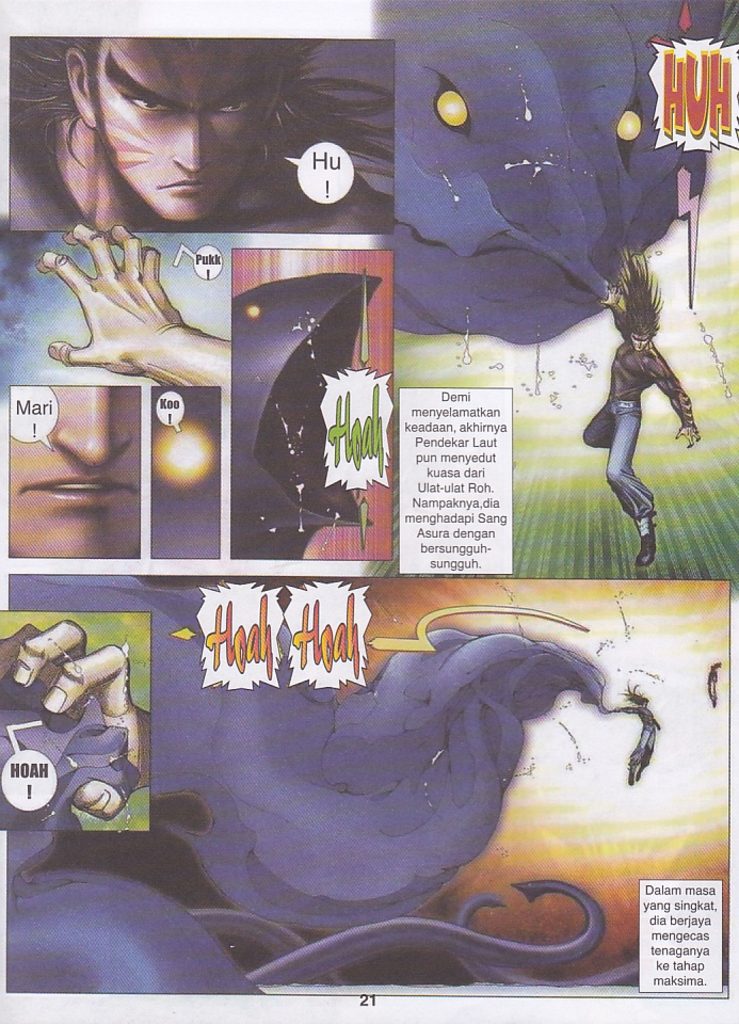 Hu
!
HUH
Pukk
!
Mari
!
Koo
!
Hoah
Demi
menyelamatkan
keadaan, akhirnya
Pendekar Laut
pun menyedut
kuasa dari
Ulat-ulat Roh.
Nampaknya,dia
menghadapi Sang
Asura dengan
bersungguh-
sungguh.
Hoah Hoah
HOAH
!
Dalam masa
yang singkat,
dia berjaya
mengecas
tenaganya
ke tahap
maksima.
21